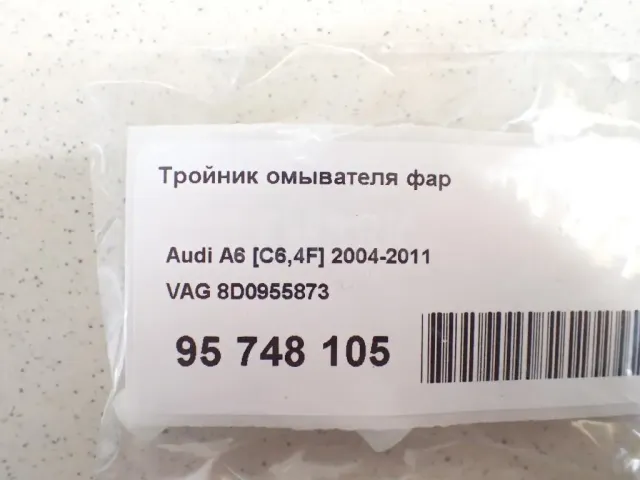 Тройник омывателя фар
Audi A6 [C6,4F] 2004-2011
VAG 8D0955873
95 748 105